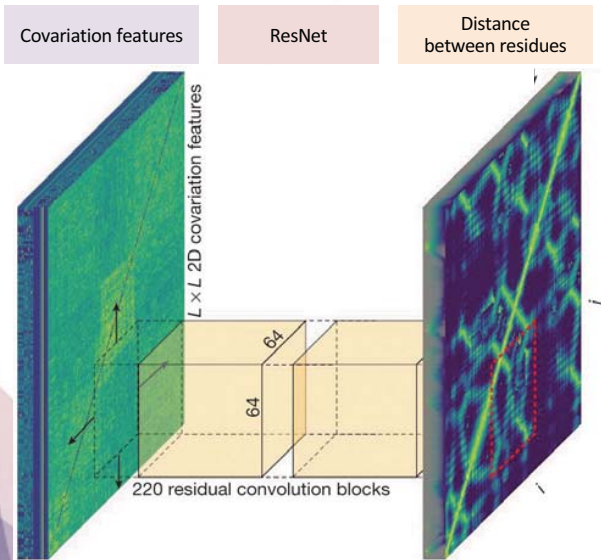 Covariation features
ResNet
Distance
between residues
L × L 2D covariation features
64
64
220 residual convolution blocks
j
i